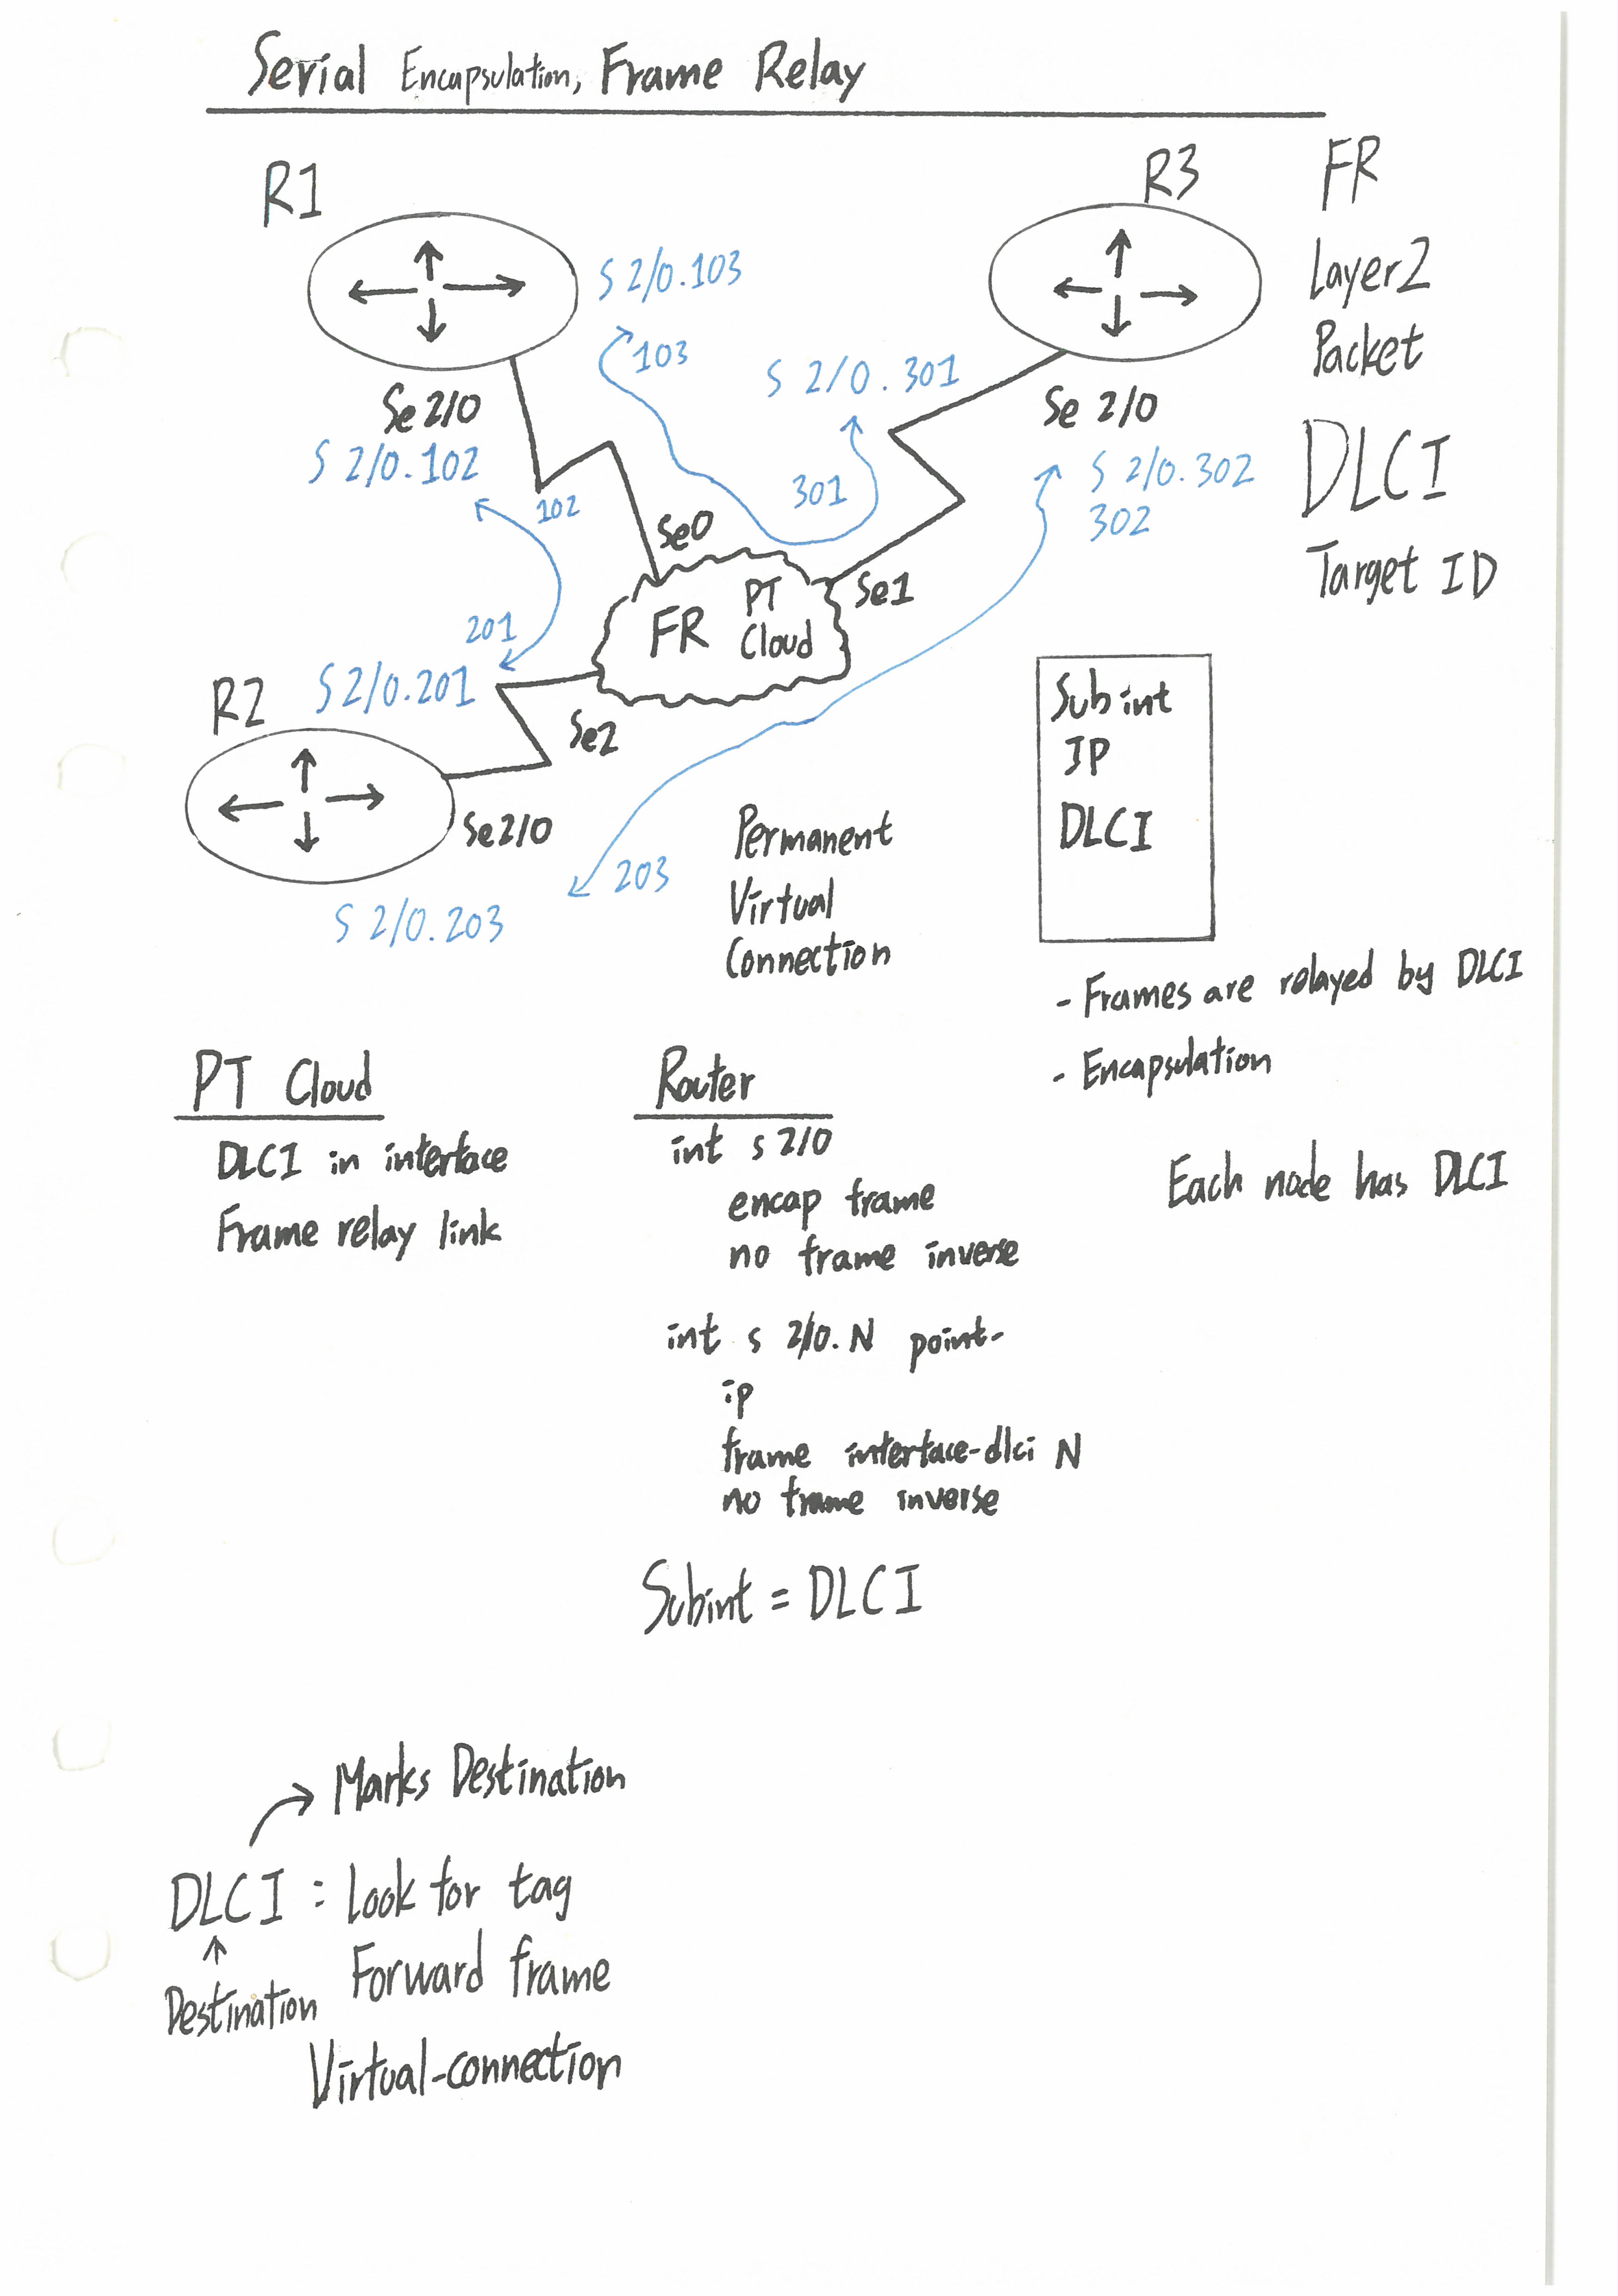 Serial Encapsulation, Frame Relay
R1
R3
FR
Layer2
Packet
DLCI
Target ID
S 2/0.103
103
S 2/0.301
301
Se 2/0
S 2/0.102
102
Se 2/0
S 2/0.302
302
Se0
Se1
FR
PT
Cloud
201
S 2/0.201
R2
Se2
Se 2/0
203
S 2/0.203
Permanent
Virtual
Connection
Subint
IP
DLCI
- Frames are relayed by DLCI
- Encapsulation
Each node has DLCI
PT Cloud
DLCI in interface
Frame relay link
Router
int s 2/0
encap frame
no frame inverse
int s 2/0.N point-
ip
frame interface-dlci N
no frame inverse
Subint = DLCI
Marks Destination
DLCI : Look for tag
Forward frame
Destination
Virtual-connection